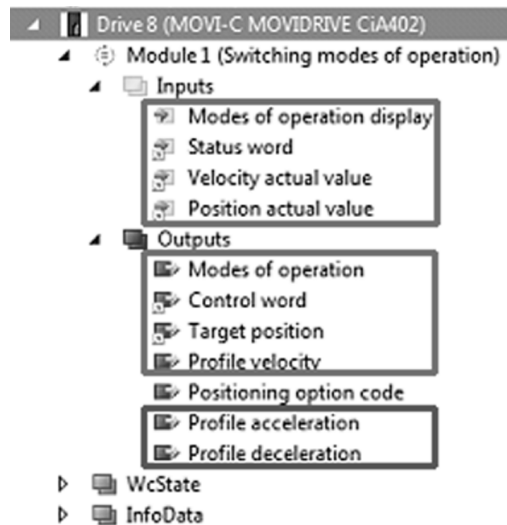 Drive 8 (MOVI-C MOVIDRIVE CiA402)
Module 1 (Switching modes of operation)
Inputs
Modes of operation display
Status word
Velocity actual value
Position actual value
Outputs
Modes of operation
Control word
Target position
Profile velocity
Positioning option code
Profile acceleration
Profile deceleration
WcState
InfoData